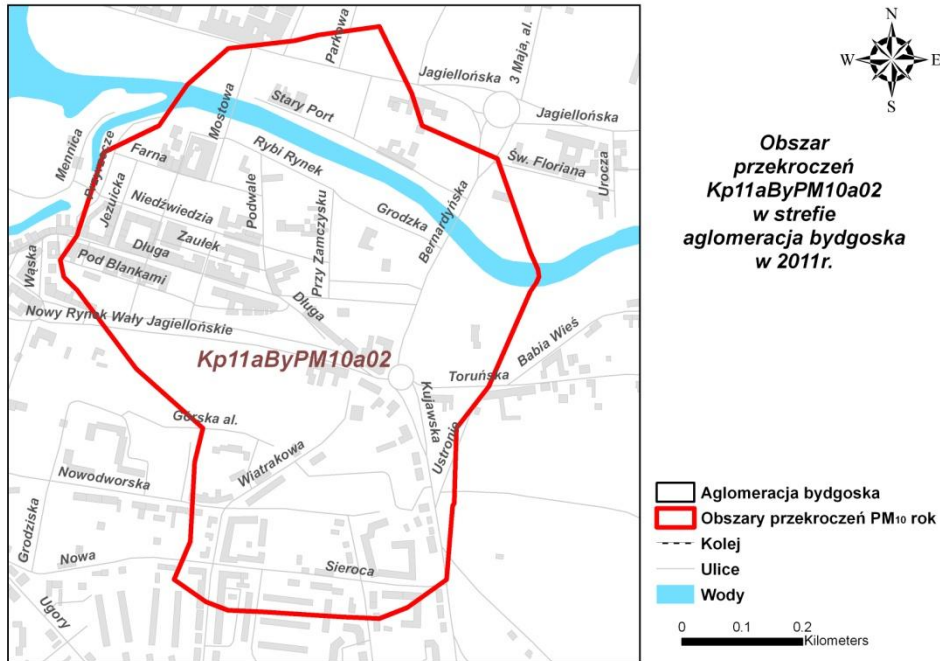 N
W E
S
Obszar
przekroczeń
Kp11aByPM10a02
w strefie
aglomeracja bydgoska
w 2011r.
Parkowa
3 Maja, al.
Jagiellońska
Jagiellońska
Stary Port
Mostowa
Mennica
Przyrzecze
Farna
Rybi Rynek
Św. Floriana
Urocza
Jezuicka
Niedźwiedzia
Podwale
Grodzka
Bernardyńska
Zaułek
Długa
Przy Zamczysku
Pod Blankami
Wąska
Długa
Nowy Rynek Wały Jagiellońskie
Babia Wieś
Kp11aByPM10a02
Toruńska
Kujawska
Górska al.
Ustronie
Wiatrakowa
Nowodworska
Grodziska
Nowa
Sieroca
Ugory
Aglomeracja bydgoska
Obszary przekroczeń PM10 rok
Kolej
Ulice
Wody
0 0.1 0.2
Kilometers